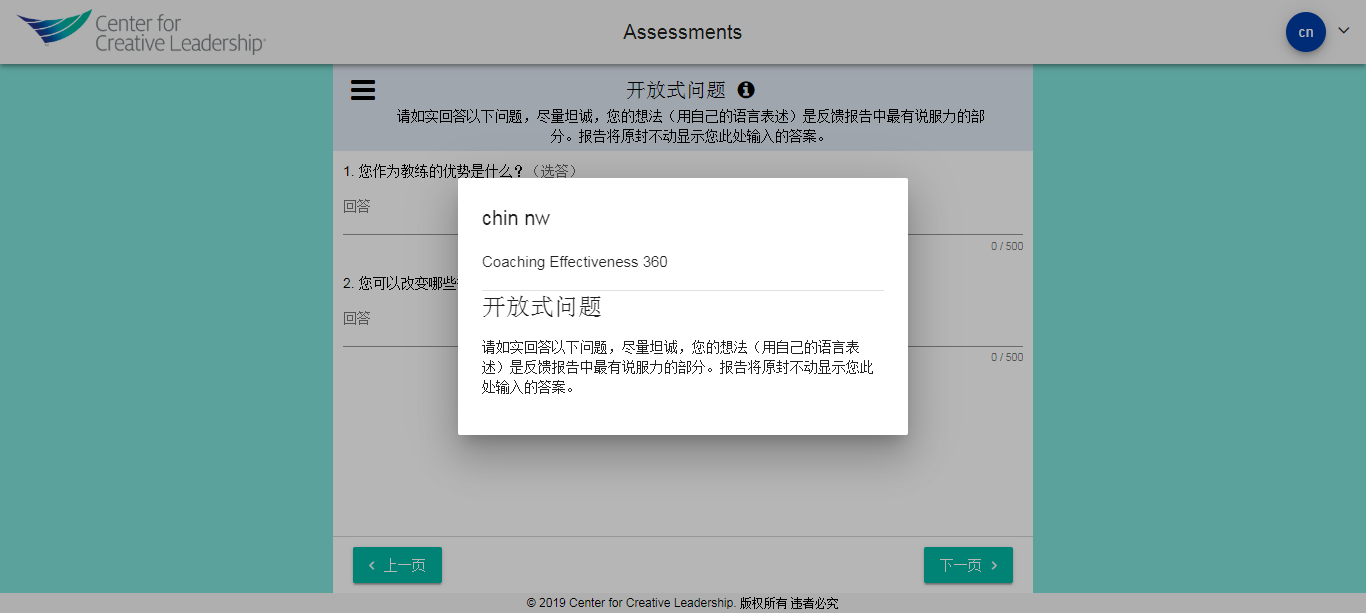 Center for
Creative Leadership®
Assessments
cn
开放式问题
请如实回答以下问题，尽量坦诚，您的想法（用自己的语言表述）是反馈报告中最有说服力的部
分。报告将原封不动显示您此处输入的答案。
1. 您作为教练的优势是什么？（选答）
回答
0 / 500
2. 您可以改变哪些
回答
0 / 500
chin nw
Coaching Effectiveness 360
开放式问题
请如实回答以下问题，尽量坦诚，您的想法（用自己的语言表
述）是反馈报告中最有说服力的部分。报告将原封不动显示您此
处输入的答案。
上一页
下一页
© 2019 Center for Creative Leadership. 版权所有 违者必究